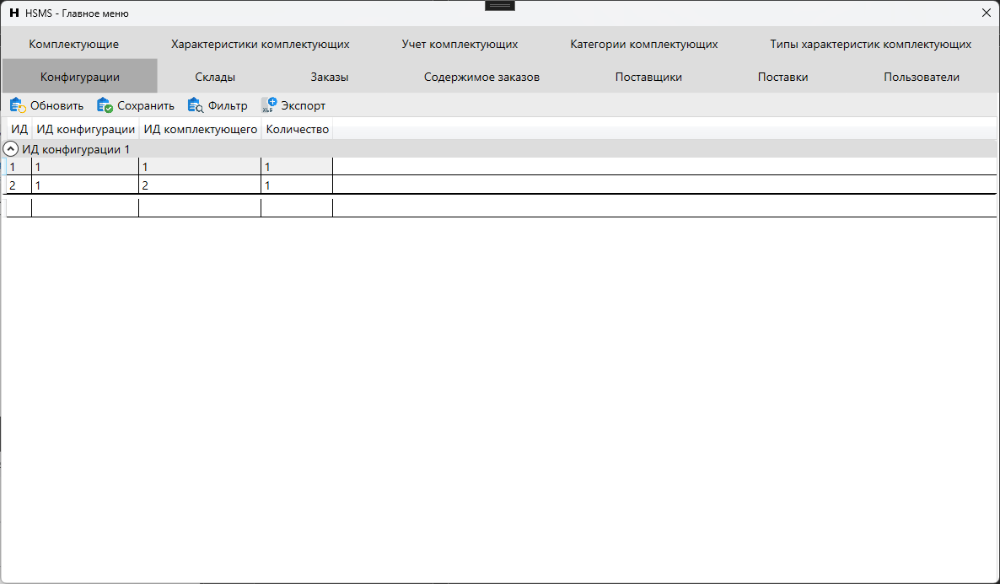 H HSMS - Главное меню
Комплектующие Характеристики комплектующих Учет комплектующих Категории комплектующих Типы характеристик комплектующих
Конфигурации Склады Заказы Содержимое заказов Поставщики Поставки Пользователи
Обновить Сохранить Фильтр XLS Экспорт
ИД ИД конфигурации ИД комплектующего Количество
ИД конфигурации 1
1 1 1 1
2 1 2 1